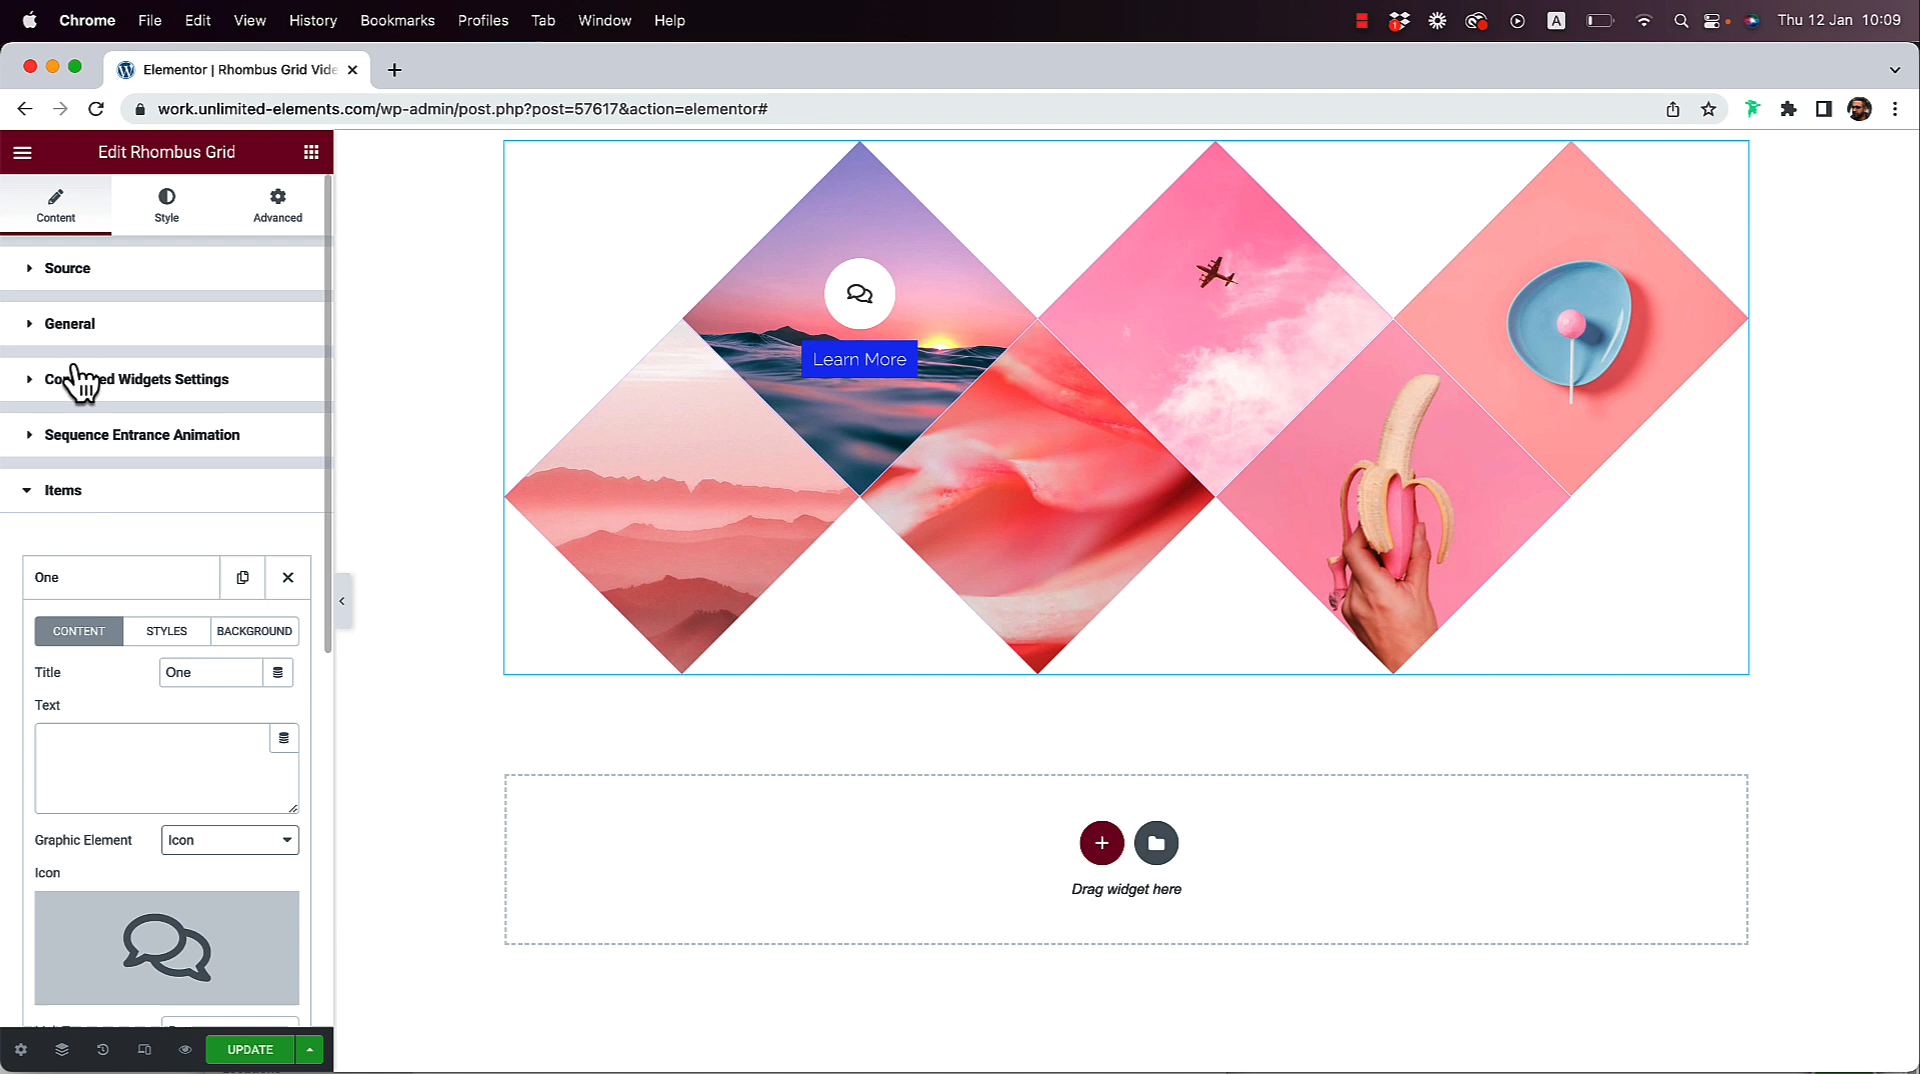 Chrome File Edit View History Bookmarks Profiles Tab Window Help
1 A Thu 12 Jan 10:09
Elementor | Rhombus Grid Vide
work.unlimited-elements.com/wp-admin/post.php?post=57617&action=elementor#
Edit Rhombus Grid
Content Style Advanced
Source
General
ed Widgets Settings
Sequence Entrance Animation
Items
One
CONTENT STYLES BACKGROUND
Title One
Text
Graphic Element Icon
Icon
UPDATE
Learn More
Drag widget here